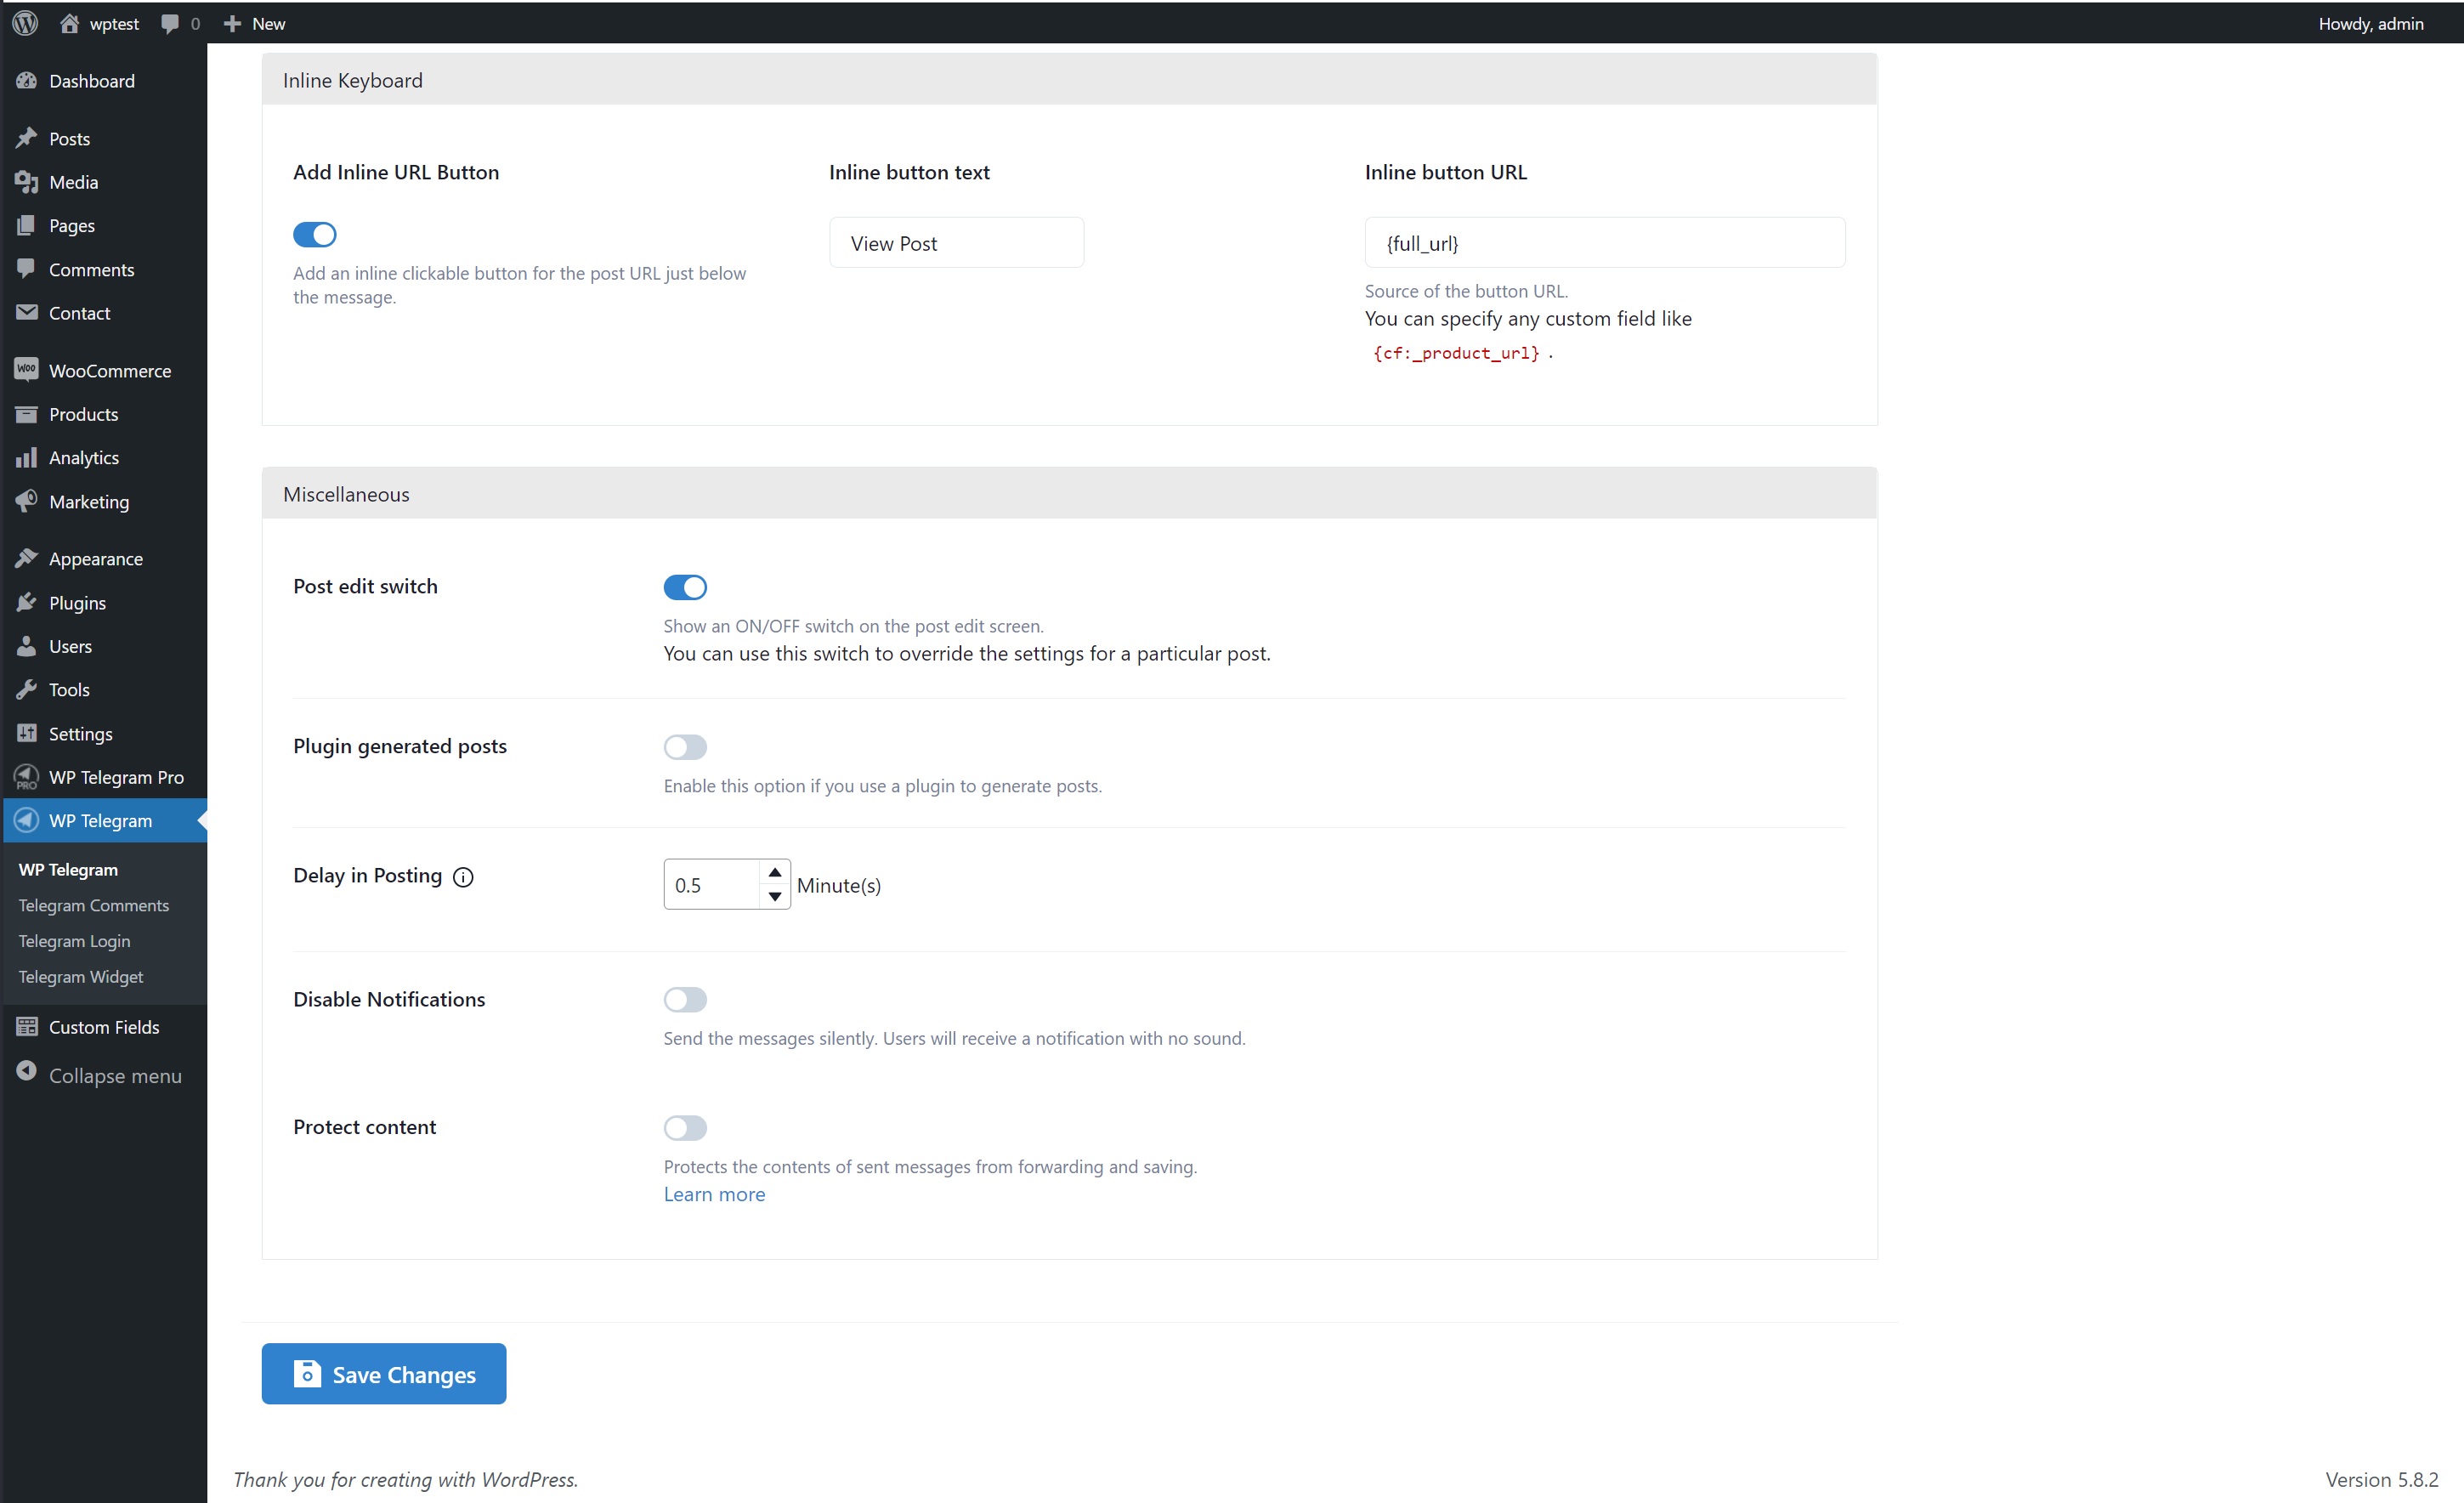 wptest
0
New
Howdy, admin
Dashboard
Posts
Media
Pages
Comments
Contact
WooCommerce
Products
Analytics
Marketing
Appearance
Plugins
Users
Tools
Settings
WP Telegram Pro
WP Telegram
WP Telegram
Telegram Comments
Telegram Login
Telegram Widget
Custom Fields
Collapse menu
Inline Keyboard
Add Inline URL Button
Add an inline clickable button for the post URL just below
the message.
Inline button text
View Post
Inline button URL
{full_url}
Source of the button URL.
You can specify any custom field like
{cf:_product_url} .
Miscellaneous
Post edit switch
Show an ON/OFF switch on the post edit screen.
You can use this switch to override the settings for a particular post.
Plugin generated posts
Enable this option if you use a plugin to generate posts.
Delay in Posting
0.5
Minute(s)
Disable Notifications
Send the messages silently. Users will receive a notification with no sound.
Protect content
Protects the contents of sent messages from forwarding and saving.
Learn more
Save Changes
Thank you for creating with WordPress.
Version 5.8.2